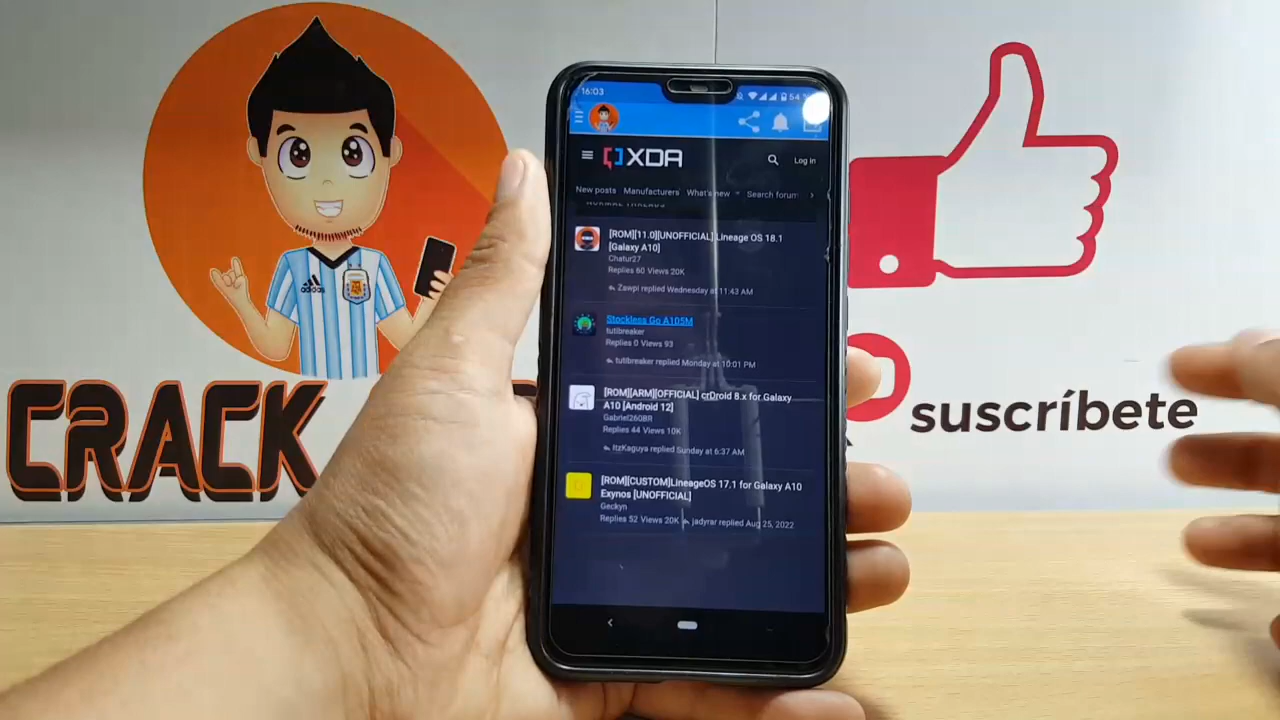 16:03
54
XDA
Log in
New posts Manufacturers What's new Search forum
NORMAL THREADS
[ROM][11.0][UNOFFICIAL] Lineage OS 18.1
[Galaxy A10]
Chatur27
Replies 60 Views 20K
Zawpi replied Wednesday at 11:43 AM
Stockless Go A105M
tutibreaker
Replies 0 Views 93
tutibreaker replied Monday at 10:01 PM
[ROM][ARM][OFFICIAL] crDroid 8.x for Galaxy
A10 [Android 12]
Gabriel260BR
Replies 44 Views 10K
ItzKaguya replied Sunday at 6:37 AM
[ROM][CUSTOM]LineageOS 17.1 for Galaxy A10
Exynos [UNOFFICIAL]
Geckyn
Replies 52 Views 20K jadyrar replied Aug 25, 2022
adidas
CRACK
suscríbete